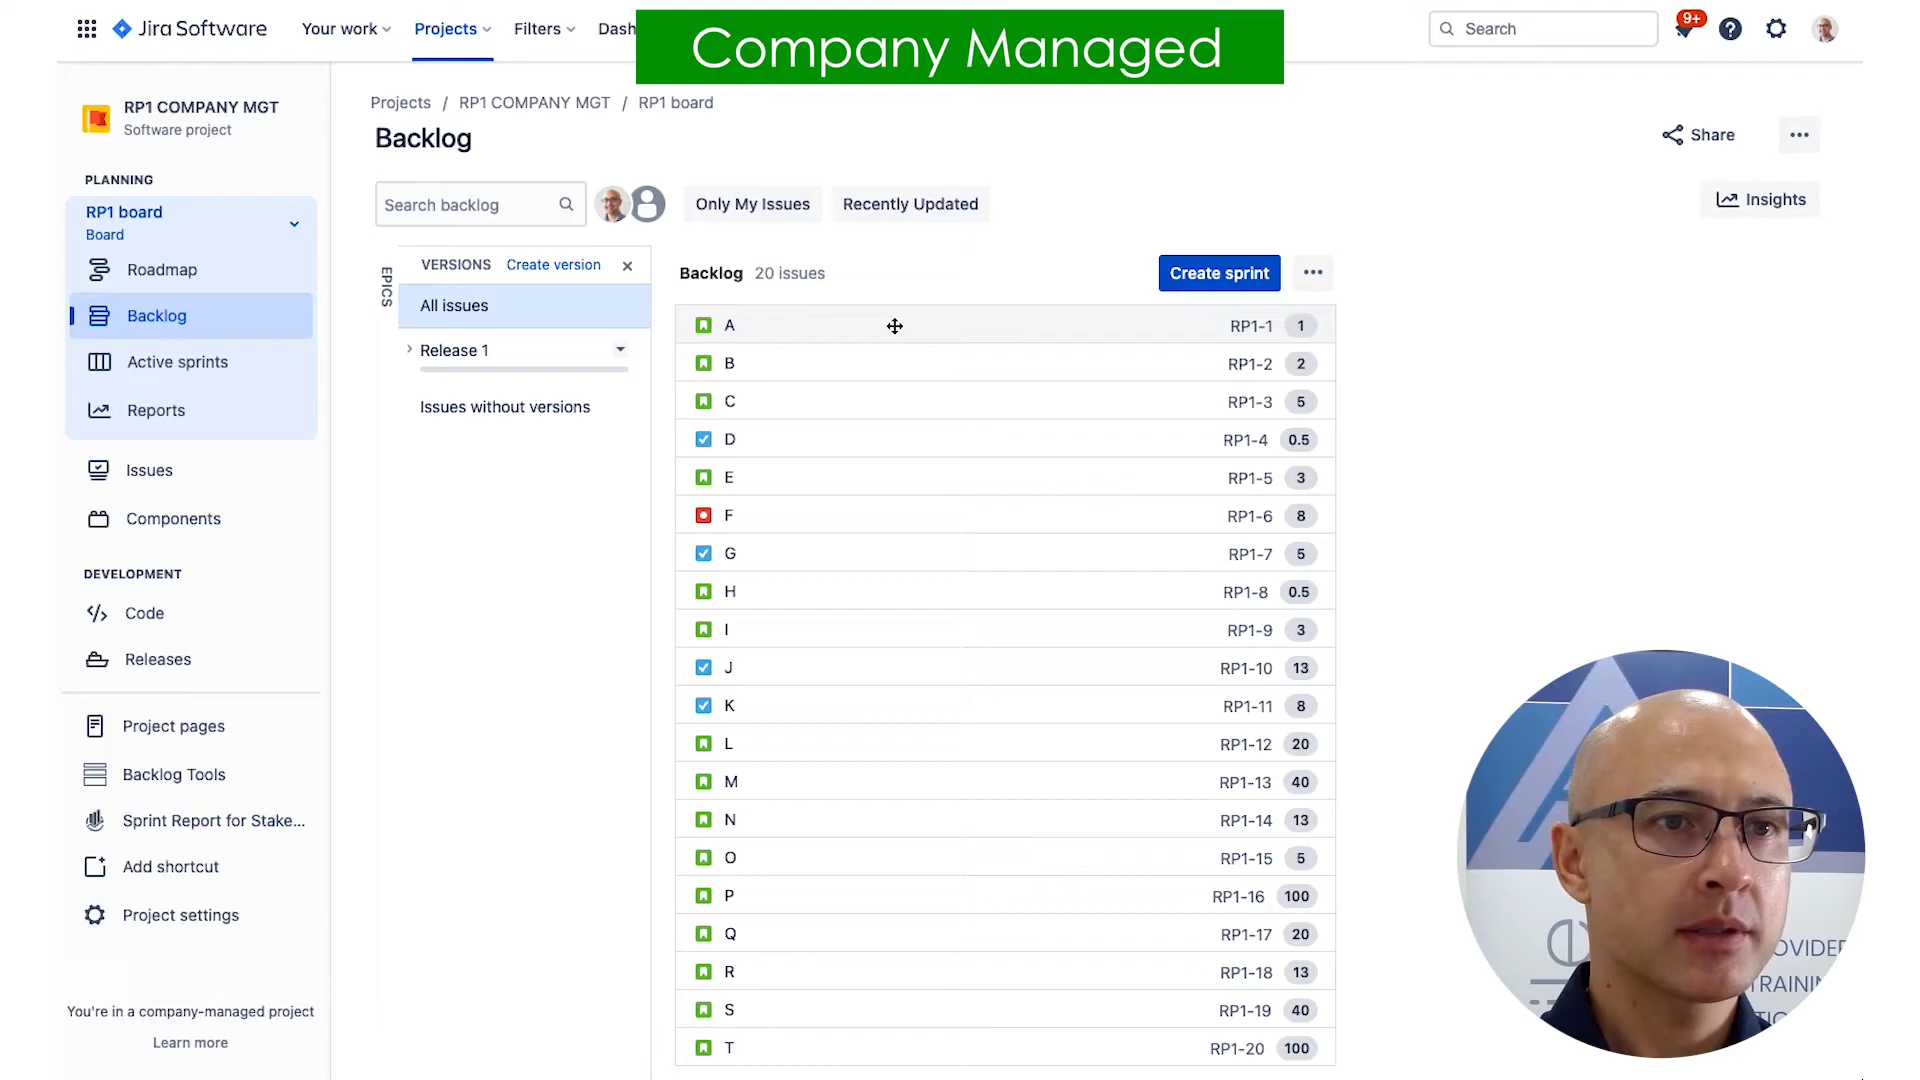 Jira Software
Your work
Projects
Filters
Dash
Company Managed
Search
9+
RP1 COMPANY MGT
Software project
PLANNING
RP1 board
Board
Roadmap
Backlog
Active sprints
Reports
Issues
Components
DEVELOPMENT
Code
Releases
Project pages
Backlog Tools
Sprint Report for Stake...
Add shortcut
Project settings
You're in a company-managed project
Learn more
Projects / RP1 COMPANY MGT / RP1 board
Backlog
Share
Search backlog
Only My Issues
Recently Updated
Insights
EPICS
VERSIONS Create version
All issues
Release 1
Issues without versions
Backlog 20 issues
Create sprint
A RP1-1 1
B RP1-2 2
C RP1-3 5
D RP1-4 0.5
E RP1-5 3
F RP1-6 8
G RP1-7 5
H RP1-8 0.5
I RP1-9 3
J RP1-10 13
K RP1-11 8
L RP1-12 20
M RP1-13 40
N RP1-14 13
O RP1-15 5
P RP1-16 100
Q RP1-17 20
R RP1-18 13
S RP1-19 40
T RP1-20 100